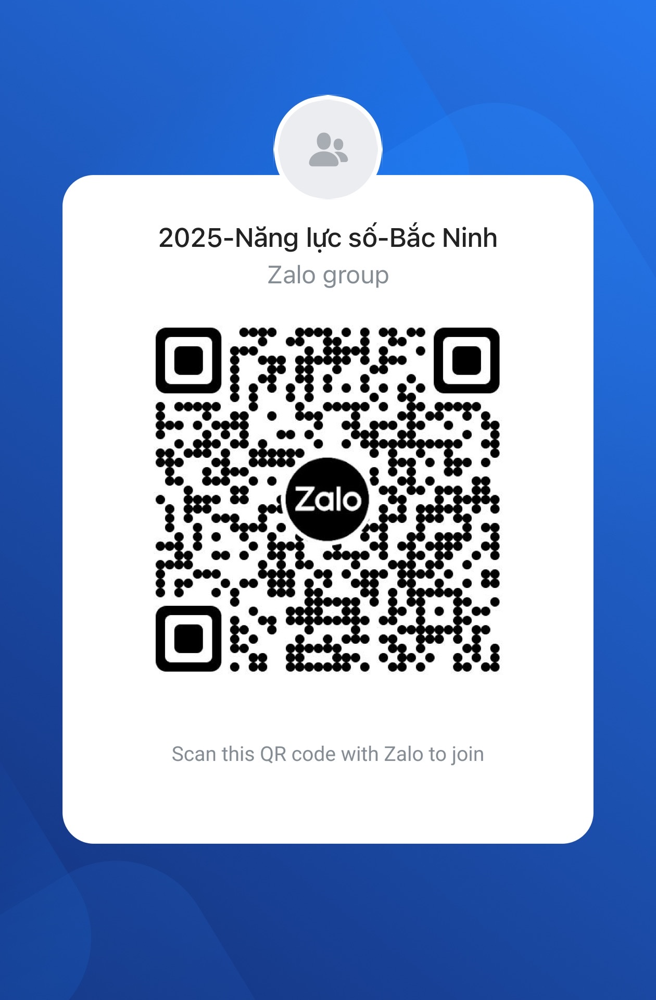 2025-Năng lực số-Bắc Ninh
Zalo group
Zalo
Scan this QR code with Zalo to join